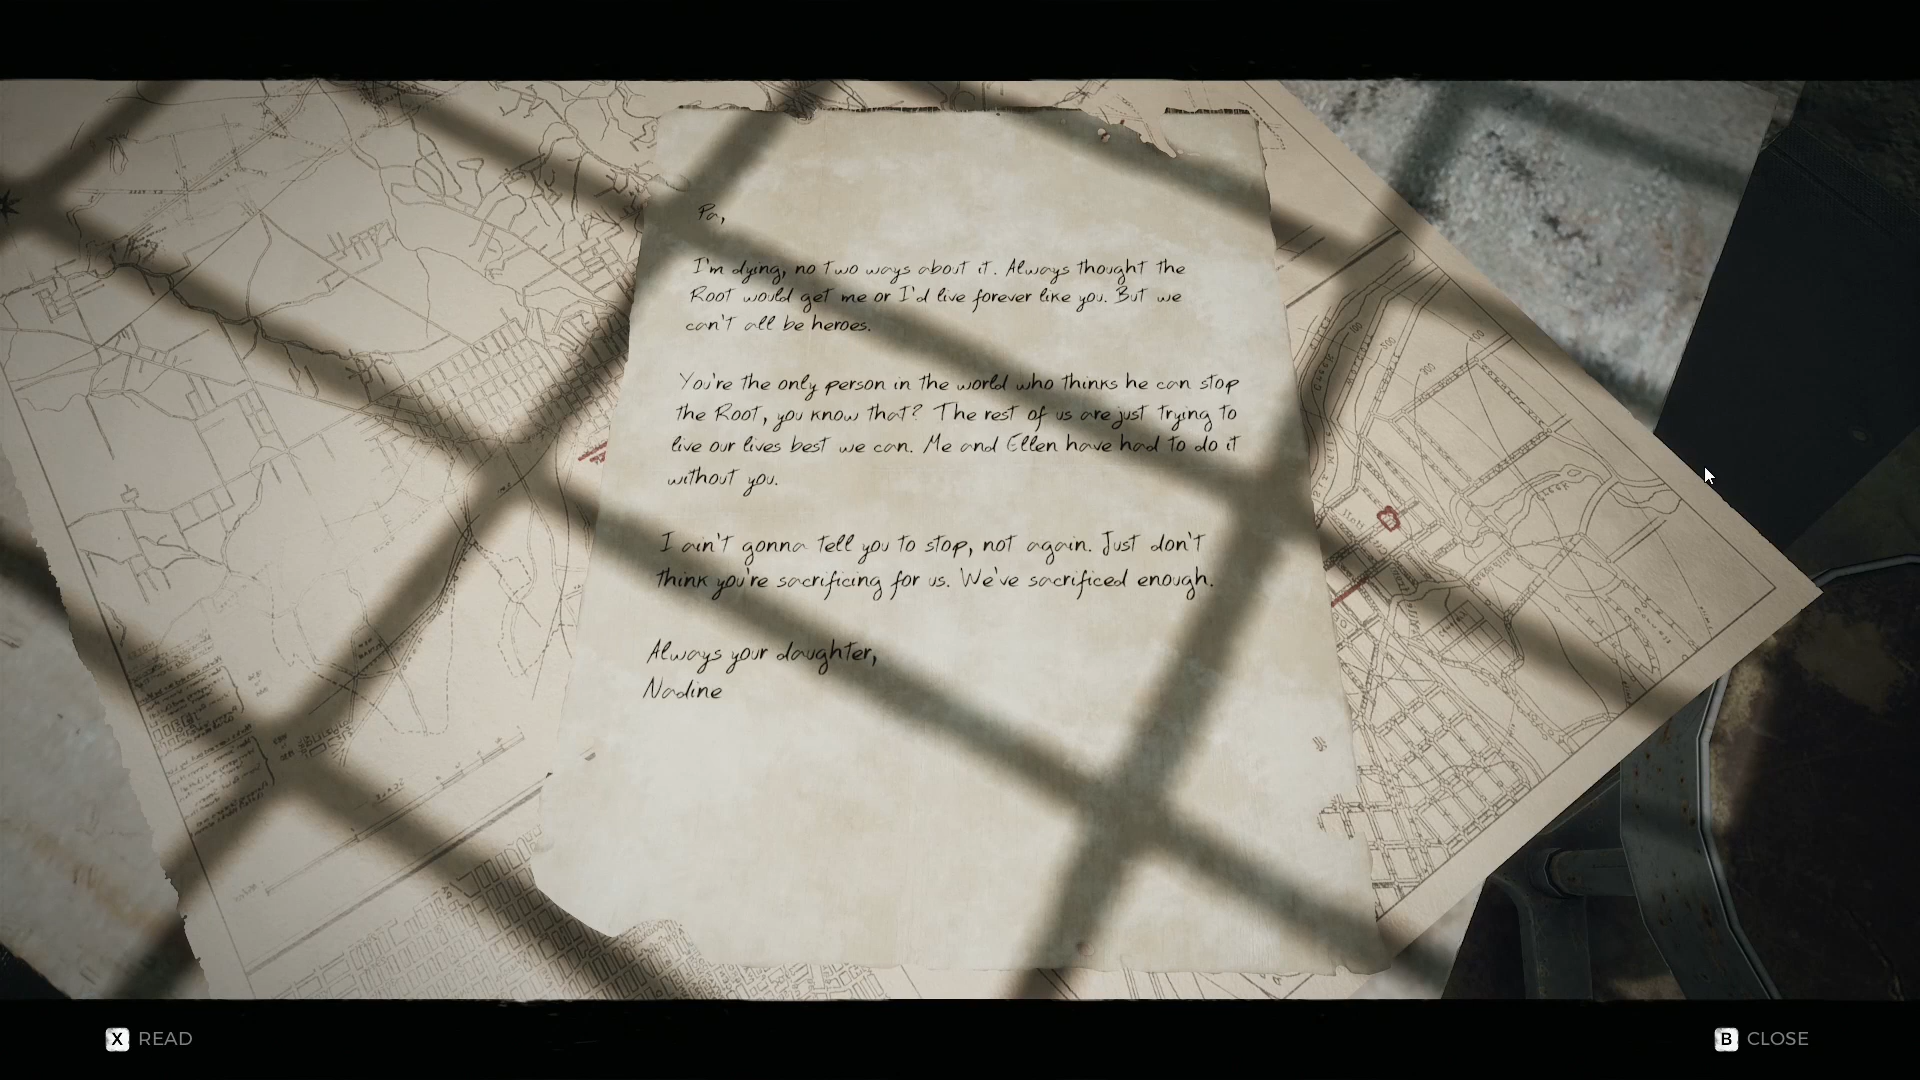 Pa,
I'm dying, no two ways about it. Always thought the
Root would get me or I'd live forever like you. But we
can't all be heroes.
You're the only person in the world who thinks he can stop
the Root, you know that? The rest of us are just trying to
live our lives best we can. Me and Ellen have had to do it
without you.
I ain't gonna tell you to stop, not again. Just don't
think you're sacrificing for us. We've sacrificed enough.
Always your daughter,
Nadine
X READ
B CLOSE